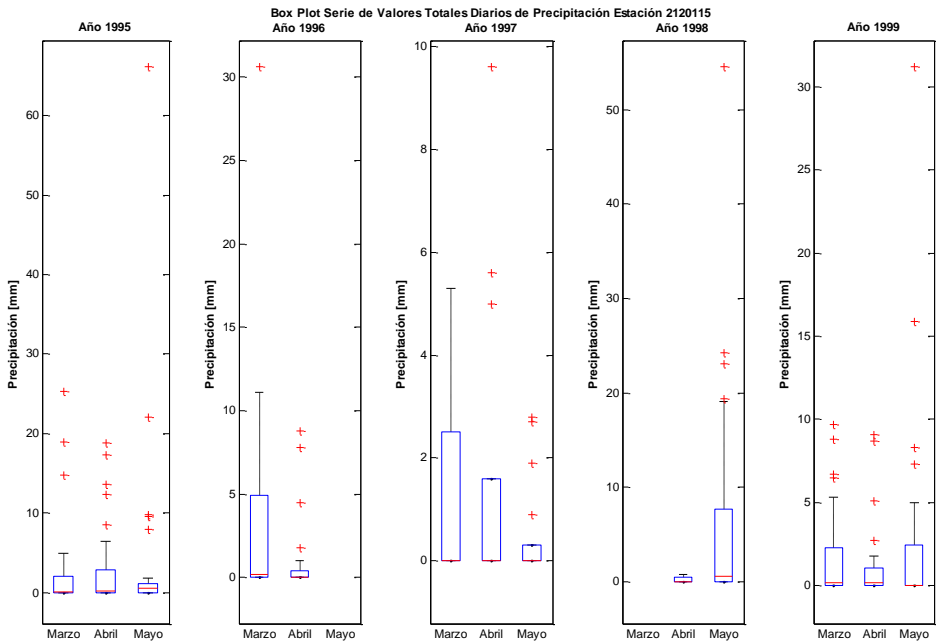 Box Plot Serie de Valores Totales Diarios de Precipitación Estación 2120115
Año 1995
Año 1996
Año 1997
Año 1998
Año 1999
Precipitación [mm]
60
50
40
30
20
10
0
Marzo Abril Mayo
Precipitación [mm]
30
25
20
15
10
5
0
Marzo Abril Mayo
Precipitación [mm]
10
8
6
4
2
0
Marzo Abril Mayo
Precipitación [mm]
50
40
30
20
10
0
Marzo Abril Mayo
Precipitación [mm]
30
25
20
15
10
5
0
Marzo Abril Mayo